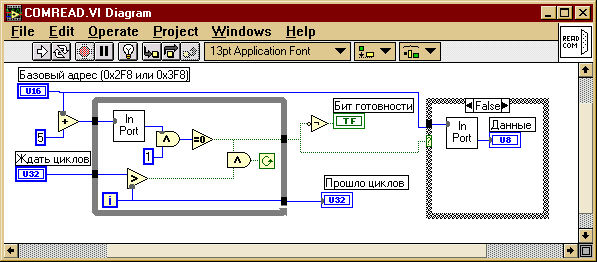 COMREAD.VI Diagram
File Edit Operate Project Windows Help
13pt Application Font
READ COM
Базовый адрес (0x2F8 или 0x3F8)
U16
5
+
In Port
1
∧
=0
∧
Ждать циклов
U32
>
i
¬
Бит готовности
TF
Прошло циклов
U32
False
In Port
Данные
U8